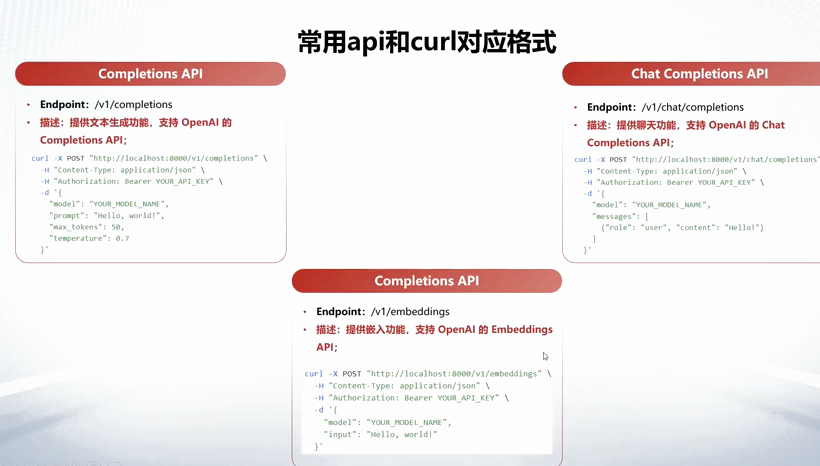 常用api和curl对应格式
Completions API
• Endpoint：/v1/completions
• 描述：提供文本生成功能，支持 OpenAI 的
Completions API；
curl -X POST "http://localhost:8000/v1/completions" \
-H "Content-Type: application/json" \
-H "Authorization: Bearer YOUR_API_KEY" \
-d '{
"model": "YOUR_MODEL_NAME",
"prompt": "Hello, world!",
"max_tokens": 50,
"temperature": 0.7
}'
Chat Completions API
• Endpoint：/v1/chat/completions
• 描述：提供聊天功能，支持 OpenAI 的 Chat
Completions API；
curl -X POST "http://localhost:8000/v1/chat/completions"
-H "Content-Type: application/json" \
-H "Authorization: Bearer YOUR_API_KEY" \
-d '{
"model": "YOUR_MODEL_NAME",
"messages": [
{"role": "user", "content": "Hello!"}
]
}'
Completions API
• Endpoint：/v1/embeddings
• 描述：提供嵌入功能，支持 OpenAI 的 Embeddings
API；
curl -X POST "http://localhost:8000/v1/embeddings" \
-H "Content-Type: application/json" \
-H "Authorization: Bearer YOUR_API_KEY" \
-d '{
"model": "YOUR_MODEL_NAME",
"input": "Hello, world!"
}'